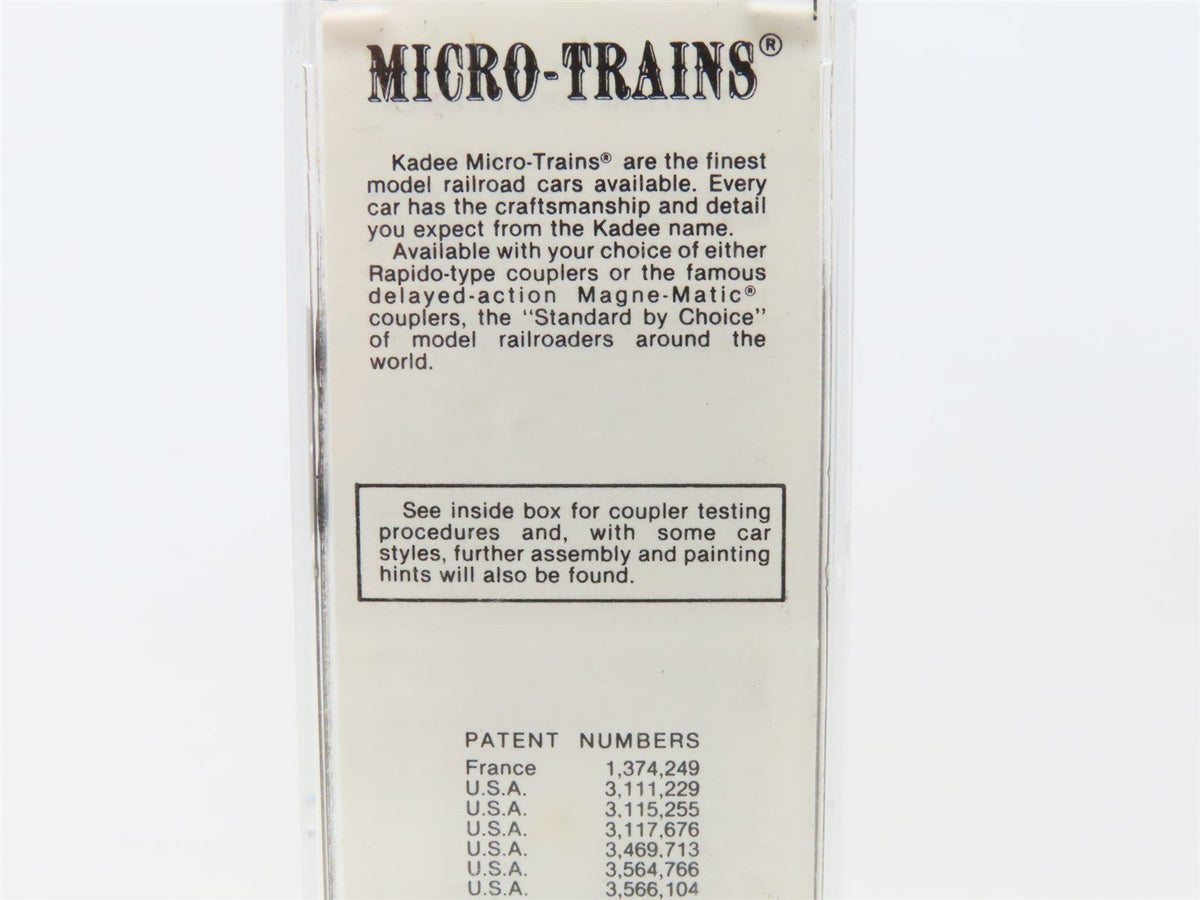 MICRO-TRAINS®
Kadee Micro-Trains® are the finest
model railroad cars available. Every
car has the craftsmanship and detail
you expect from the Kadee name.
Available with your choice of either
Rapido-type couplers or the famous
delayed-action Magne-Matic®
couplers, the "Standard by Choice"
of model railroaders around the
world.
See inside box for coupler testing
procedures and, with some car
styles, further assembly and painting
hints will also be found.
PATENT NUMBERS
France 1,374,249
U.S.A. 3,111,229
U.S.A. 3,115,255
U.S.A. 3,117,676
U.S.A. 3,469,713
U.S.A. 3,564,766
U.S.A. 3,566,104